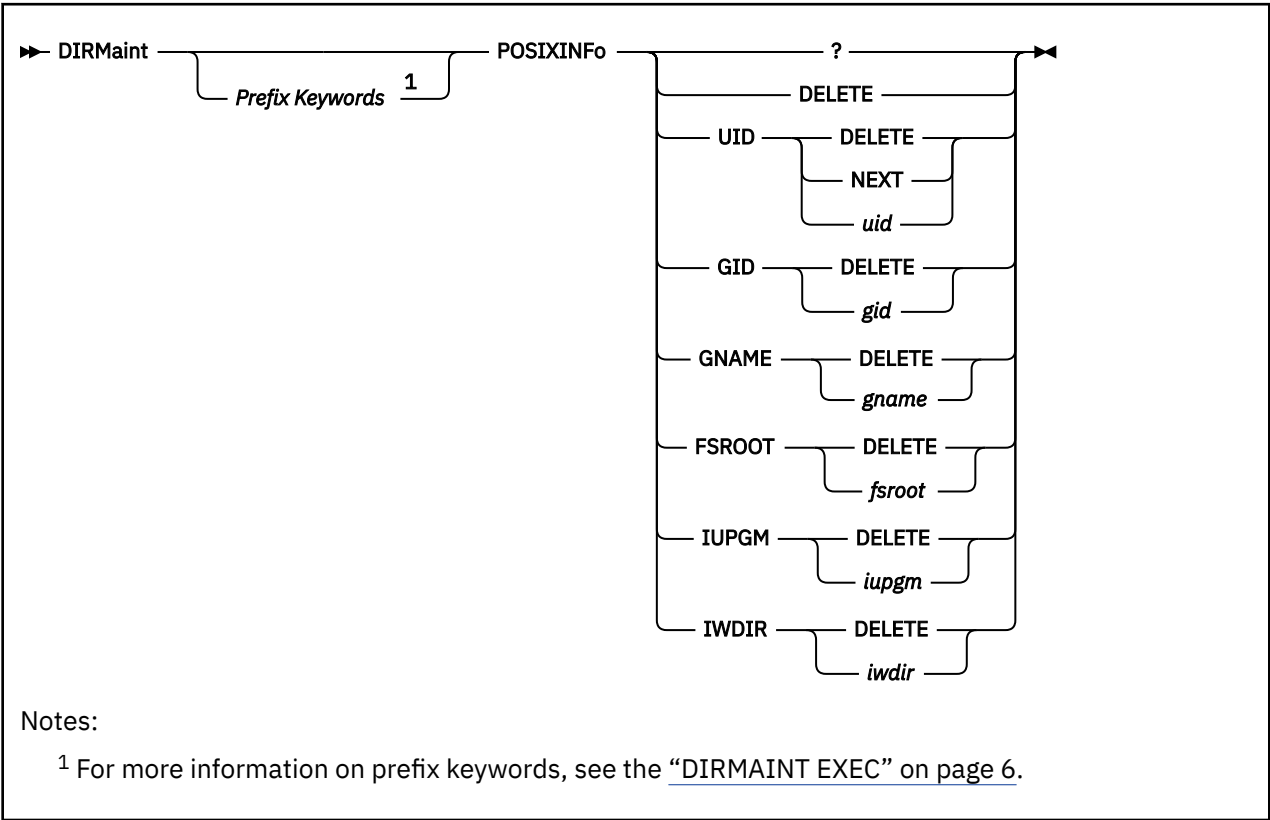 DIRMaint POSIXINFo ?
Prefix Keywords 1
DELETE
UID DELETE
NEXT
uid
GID DELETE
gid
GNAME DELETE
gname
FSROOT DELETE
fsroot
IUPGM DELETE
iupgm
IWDIR DELETE
iwdir
Notes:
1 For more information on prefix keywords, see the “DIRMAINT EXEC” on page 6.